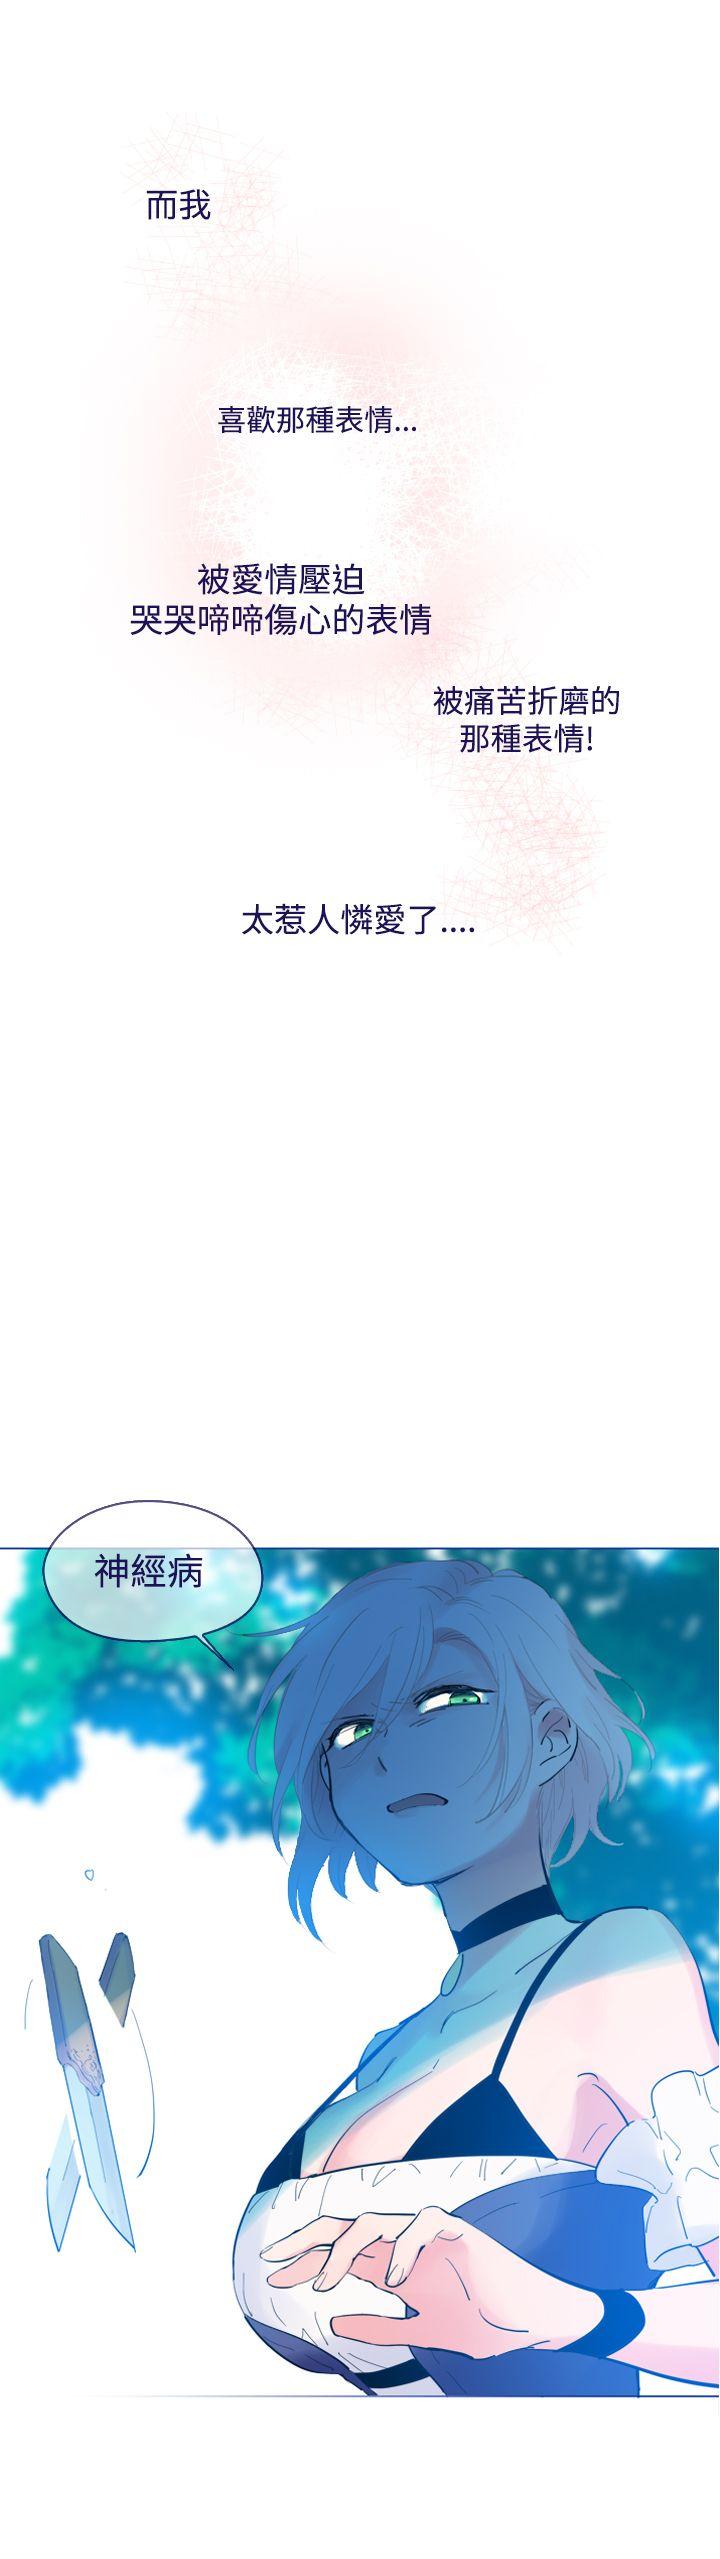 而我
喜歡那種表情...
被愛情壓迫
哭哭啼啼傷心的表情
被痛苦折磨的
那種表情!
太惹人憐愛了....
神經病